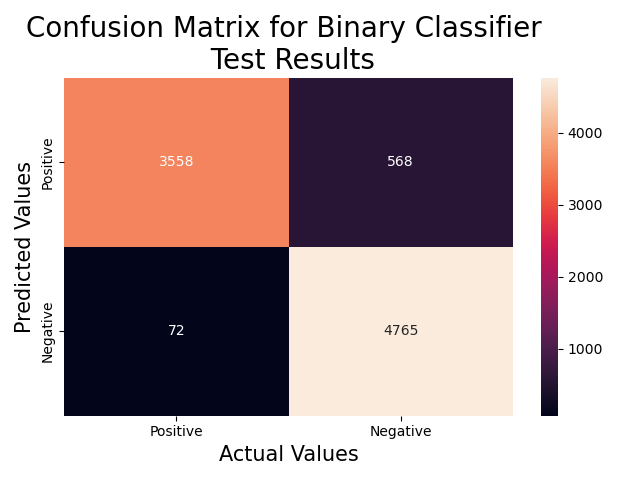 Confusion Matrix for Binary Classifier
Test Results
Predicted Values
Positive
Negative
3558
568
72
4765
Positive
Negative
Actual Values
4000
3000
2000
1000